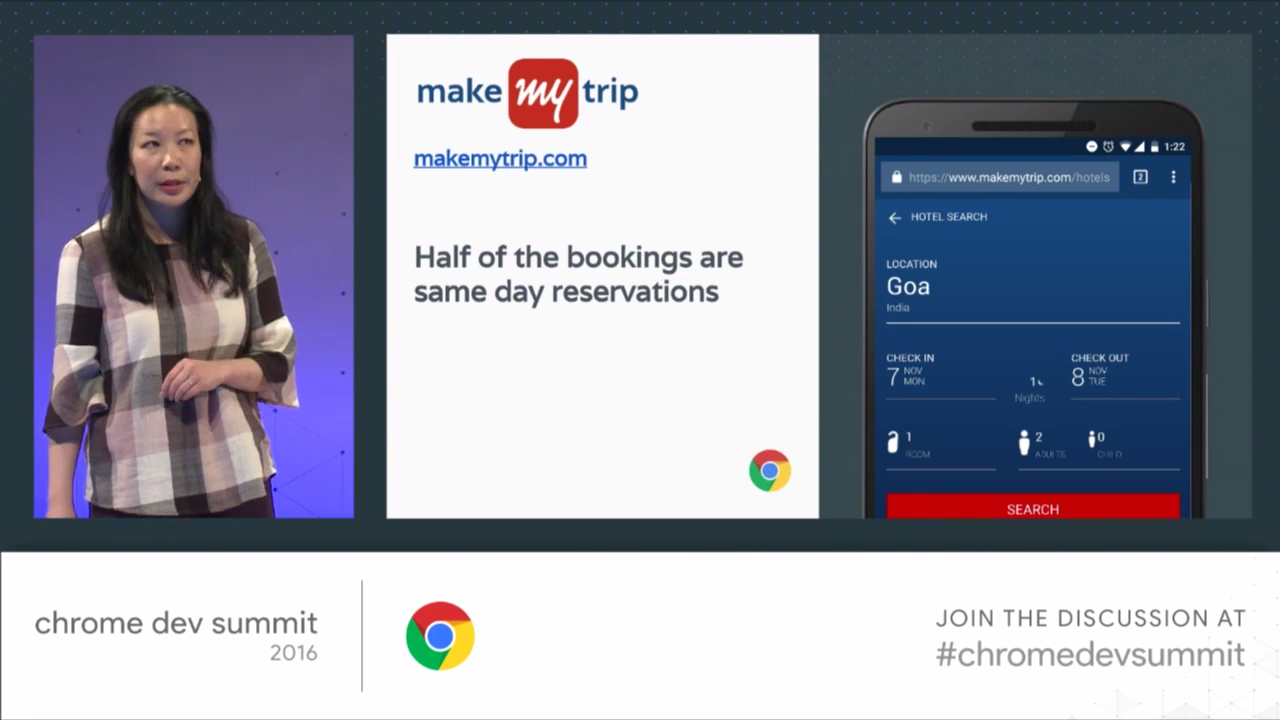 make my trip
makemytrip.com
Half of the bookings are
same day reservations
1:22
https://www.makemytrip.com/hotels
2
HOTEL SEARCH
LOCATION
Goa
India
CHECK IN
7 NOV
MON
Nights
CHECK OUT
8 NOV
TUE
1
ROOM
2
ADULTS
0
CHILD
SEARCH
chrome dev summit
2016
JOIN THE DISCUSSION AT
#chromedevsummit